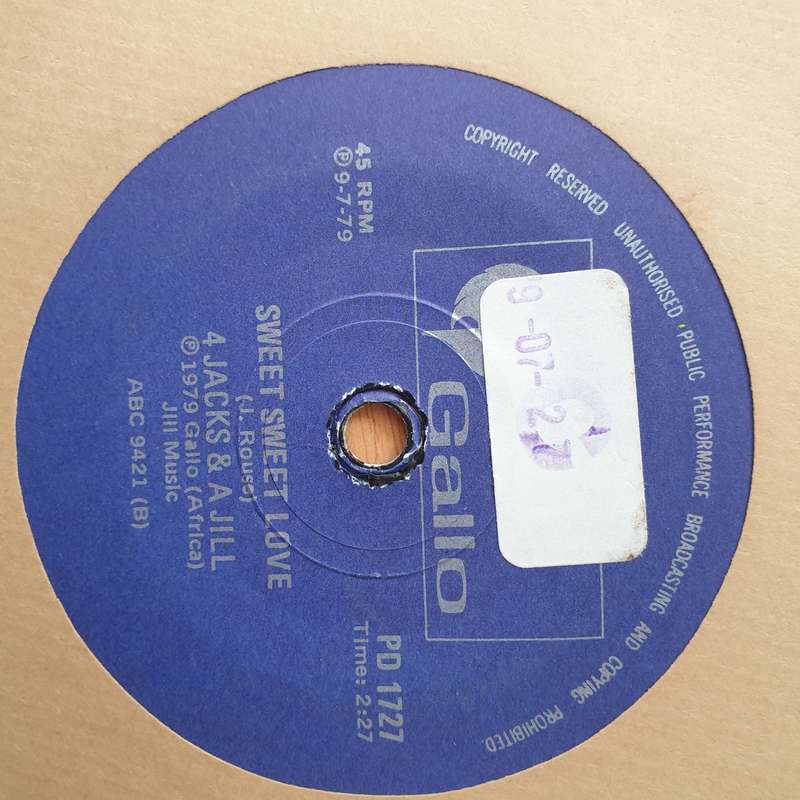 COPYRIGHT RESERVED UNAUTHORISED PUBLIC PERFORMANCE BROADCASTING AND COPYING PROHIBITED.
9-07-27
Gallo
45 RPM
℗ 9-7-79
PD 1727
Time: 2:27
SWEET SWEET LOVE
(J. Rouse)
4 JACKS & A JILL
℗ 1979 Gallo (Africa)
Jill Music
ABC 9421 (B)